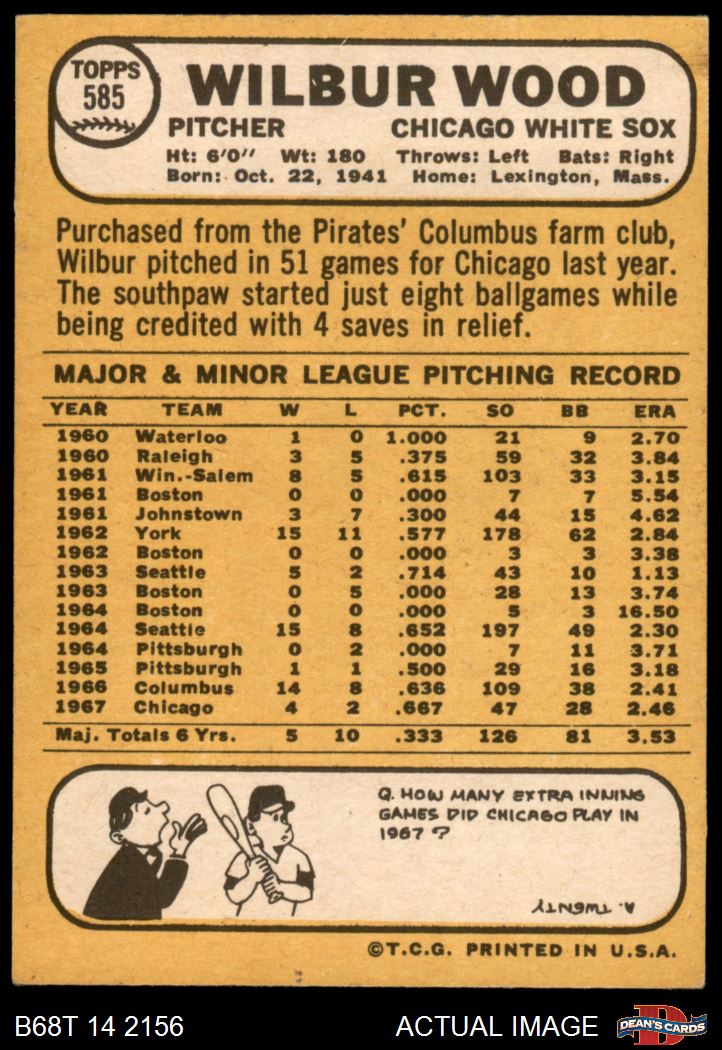 TOPPS
585
WILBUR WOOD
PITCHER CHICAGO WHITE SOX
Ht: 6'0" Wt: 180 Throws: Left Bats: Right
Born: Oct. 22, 1941 Home: Lexington, Mass.
Purchased from the Pirates' Columbus farm club,
Wilbur pitched in 51 games for Chicago last year.
The southpaw started just eight ballgames while
being credited with 4 saves in relief.
MAJOR & MINOR LEAGUE PITCHING RECORD
YEAR TEAM W L PCT. SO BB ERA
1960 Waterloo 1 0 1.000 21 9 2.70
1960 Raleigh 3 5 .375 59 32 3.84
1961 Win.-Salem 8 5 .615 103 33 3.15
1961 Boston 0 0 .000 7 7 5.54
1961 Johnstown 3 7 .300 44 15 4.62
1962 York 15 11 .577 178 62 2.84
1962 Boston 0 0 .000 3 3 3.38
1963 Seattle 5 2 .714 43 10 1.13
1963 Boston 0 5 .000 28 13 3.74
1964 Boston 0 0 .000 5 3 16.50
1964 Seattle 15 8 .652 197 49 2.30
1964 Pittsburgh 0 2 .000 7 11 3.71
1965 Pittsburgh 1 1 .500 29 16 3.18
1966 Columbus 14 8 .636 109 38 2.41
1967 Chicago 4 2 .667 47 28 2.46
Maj. Totals 6 Yrs. 5 10 .333 126 81 3.53
Q. HOW MANY EXTRA INNING
GAMES DID CHICAGO PLAY IN
1967 ?
A. TWENTY
©T.C.G. PRINTED IN U.S.A.
B68T 14 2156 ACTUAL IMAGE D DEAN'S CARDS